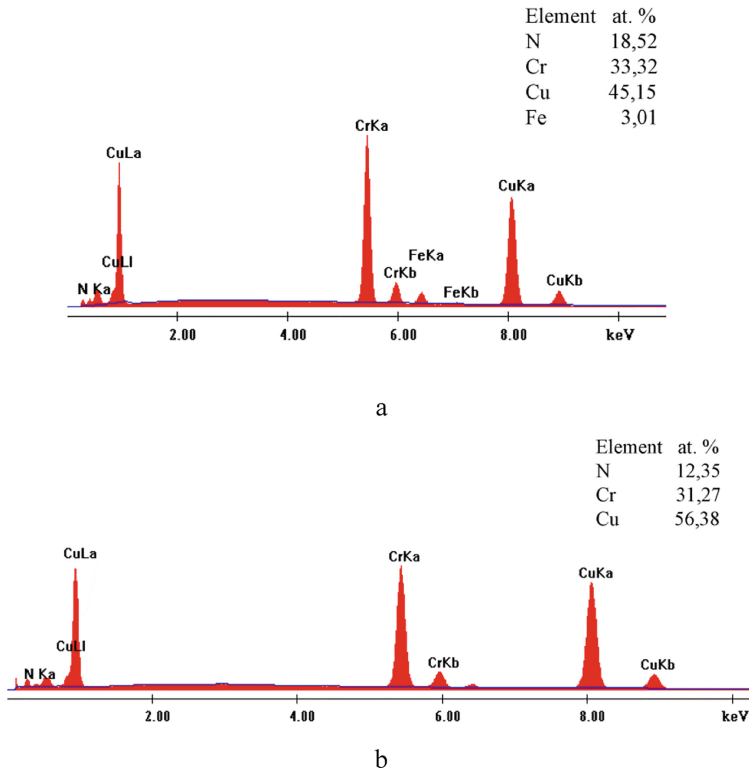 Element at. %
N 18,52
Cr 33,32
Cu 45,15
Fe 3,01
CrKa
CuLa
CuKa
CuLl
FeKa
CrKb
CuKb
N Ka
FeKb
2.00 4.00 6.00 8.00 keV
a
Element at. %
N 12,35
Cr 31,27
Cu 56,38
CuLa
CrKa
CuKa
CuLl
CrKb
CuKb
N Ka
2.00 4.00 6.00 8.00 keV
b